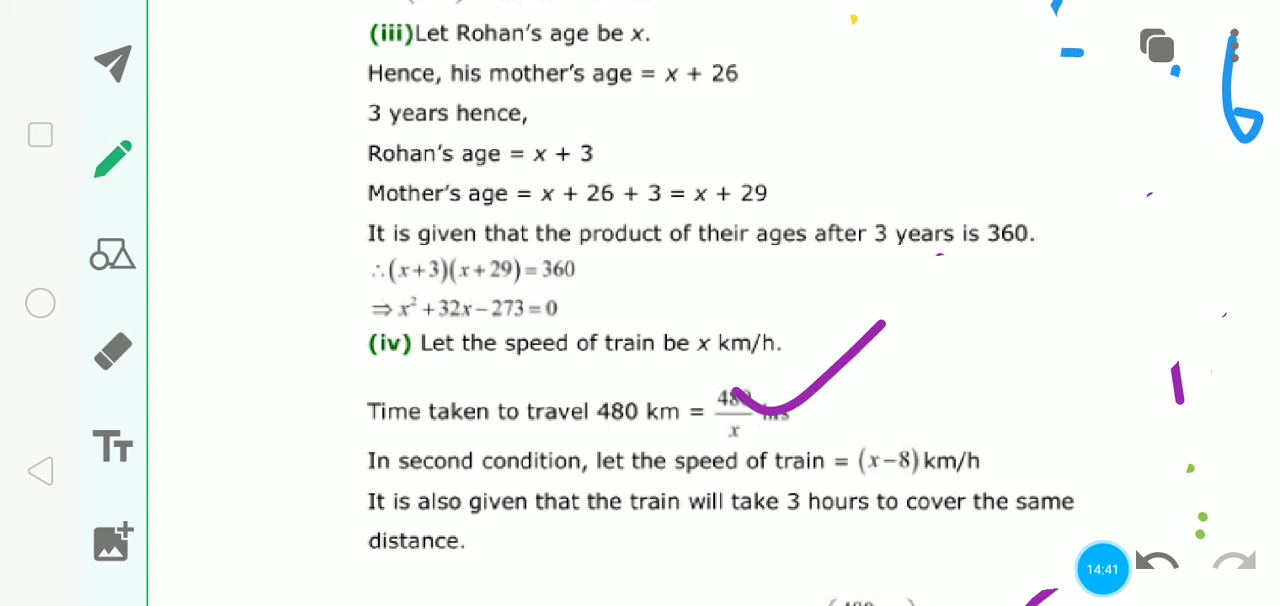 (iii)Let Rohan's age be x.
Hence, his mother's age = x + 26
3 years hence,
Rohan's age = x + 3
Mother's age = x + 26 + 3 = x + 29
It is given that the product of their ages after 3 years is 360.
∴(x+3)(x+29)=360
⇒x²+32x−273=0
(iv) Let the speed of train be x km/h.
Time taken to travel 480 km = 480/x hrs
In second condition, let the speed of train = (x−8) km/h
It is also given that the train will take 3 hours to cover the same
distance.
14:41
TT